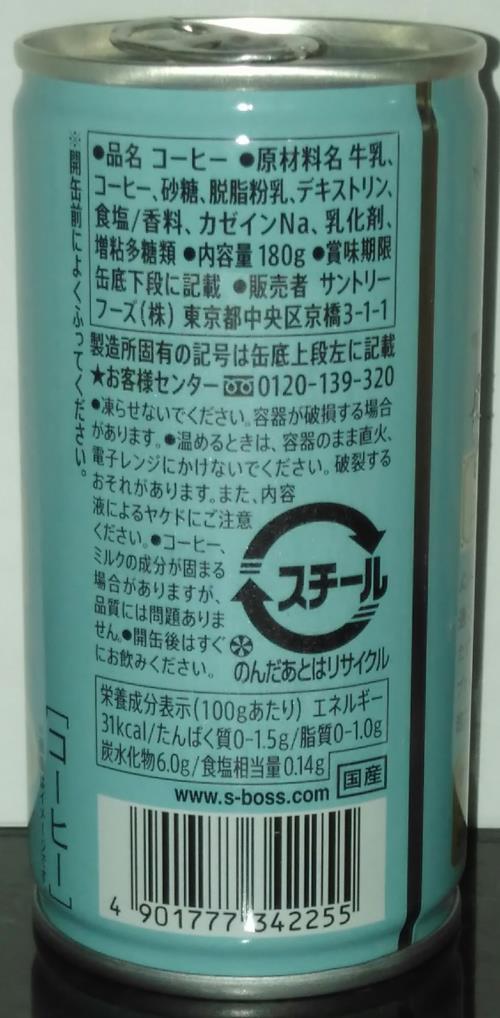 ※開缶前によくふってください。
●品名 コーヒー ●原材料名 牛乳、
コーヒー、砂糖、脱脂粉乳、デキストリン、
食塩/香料、カゼインNa、乳化剤、
増粘多糖類 ●内容量 180g ●賞味期限
缶底下段に記載 ●販売者 サントリー
フーズ(株) 東京都中央区京橋3-1-1
製造所固有の記号は缶底上段左に記載
★お客様センター 0120-139-320
●凍らせないでください。容器が破損する場合
があります。●温めるときは、容器のまま直火、
電子レンジにかけないでください。破裂する
おそれがあります。また、内容
液によるヤケドにご注意
ください。●コーヒー、
ミルクの成分が固まる
場合がありますが、
品質には問題ありま
せん。●開缶後はすぐ
にお飲みください。
スチール
のんだあとはリサイクル
栄養成分表示(100gあたり) エネルギー
31kcal/たんぱく質0-1.5g/脂質0-1.0g
炭水化物6.0g/食塩相当量0.14g
国産
www.s-boss.com
[コーヒー]
4 901777 342255